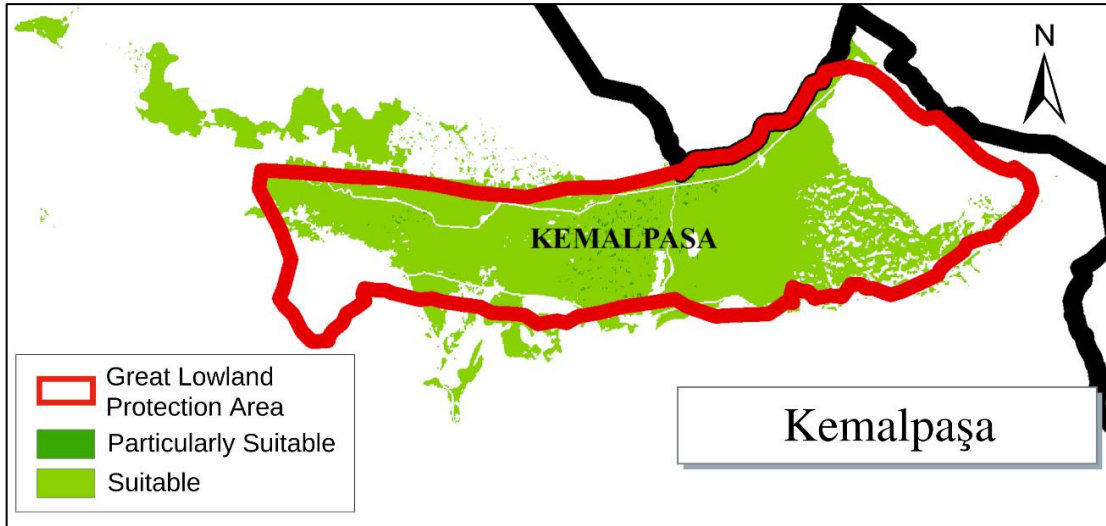 N
KEMALPASA
Great Lowland
Protection Area
Particularly Suitable
Suitable
Kemalpaşa